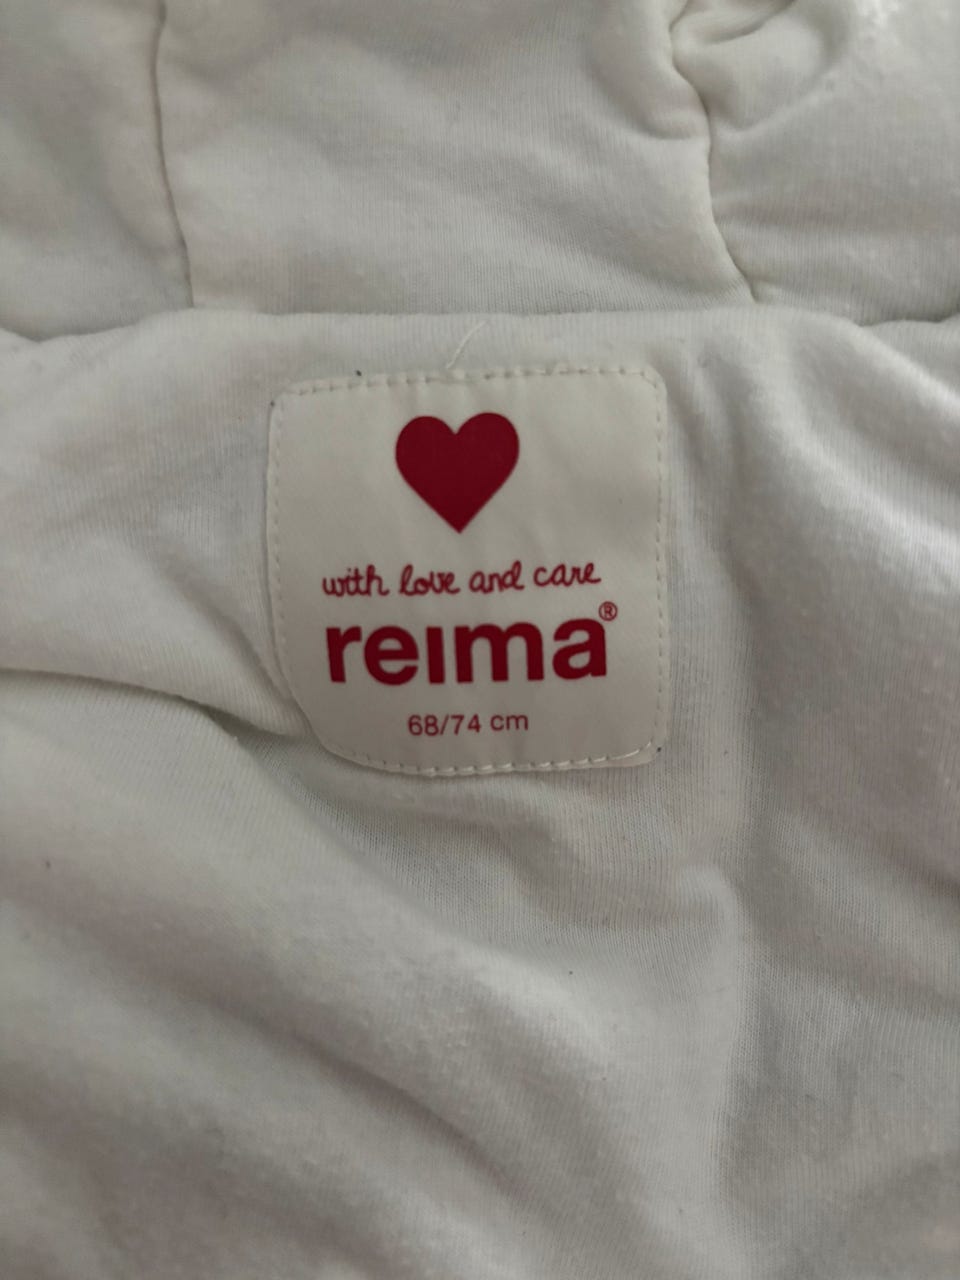 with love and care
reima®
68/74 cm